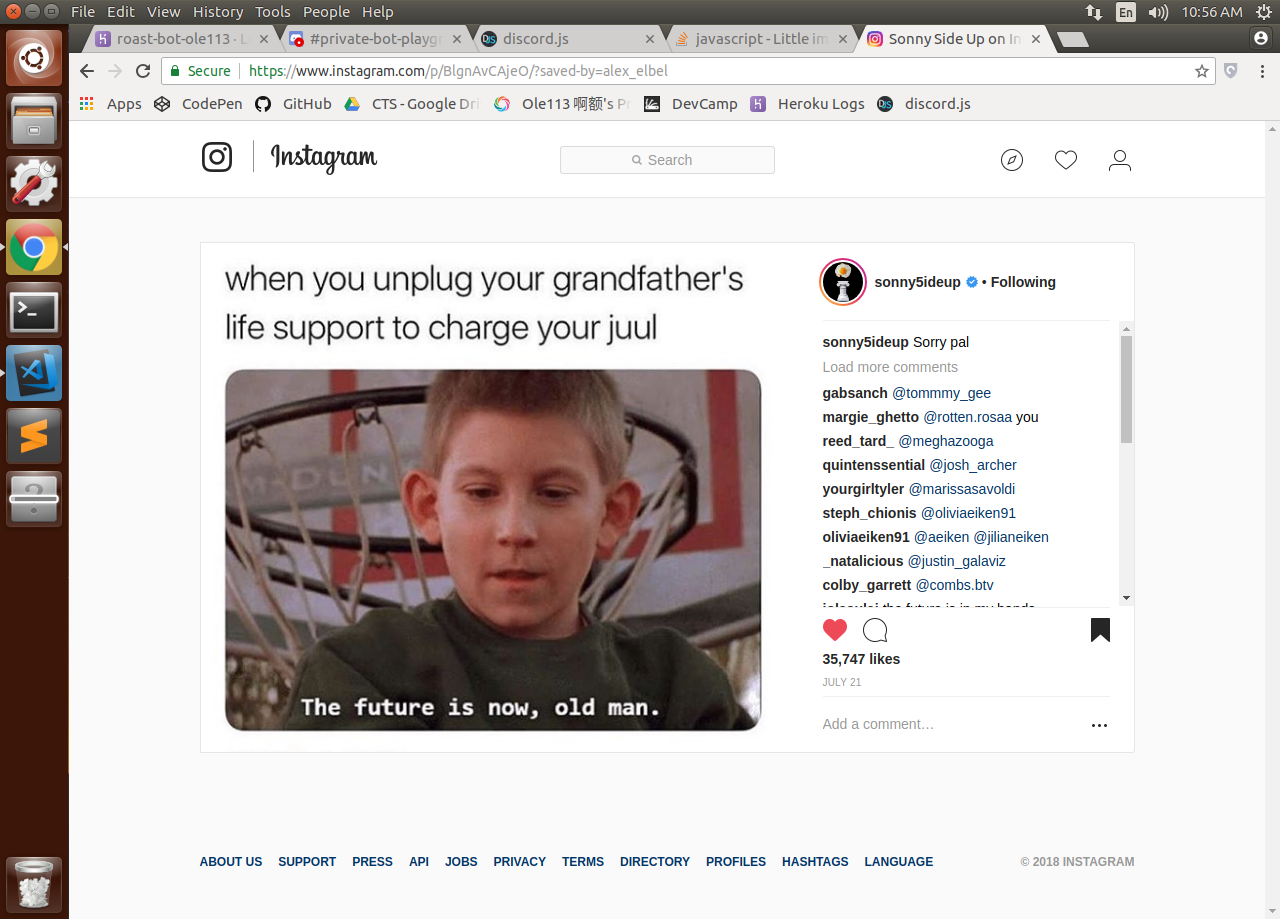 File Edit View History Tools People Help
En 10:56 AM
roast-bot-ole113 · L
#private-bot-playgr
discord.js
javascript - Little im
Sonny Side Up on In
Secure https://www.instagram.com/p/BlgnAvCAjeO/?saved-by=alex_elbel
Apps CodePen GitHub CTS - Google Dri Ole113 啊额's Pr DevCamp Heroku Logs discord.js
Instagram
Search
when you unplug your grandfather's
life support to charge your juul
The future is now, old man.
sonny5ideup • Following
sonny5ideup Sorry pal
Load more comments
gabsanch @tommmy_gee
margie_ghetto @rotten.rosaa you
reed_tard_ @meghazooga
quintenssential @josh_archer
yourgirltyler @marissasavoldi
steph_chionis @oliviaeiken91
oliviaeiken91 @aeiken @jilianeiken
_natalicious @justin_galaviz
colby_garrett @combs.btv
the future is in my hands
35,747 likes
JULY 21
Add a comment…
ABOUT US SUPPORT PRESS API JOBS PRIVACY TERMS DIRECTORY PROFILES HASHTAGS LANGUAGE
© 2018 INSTAGRAM